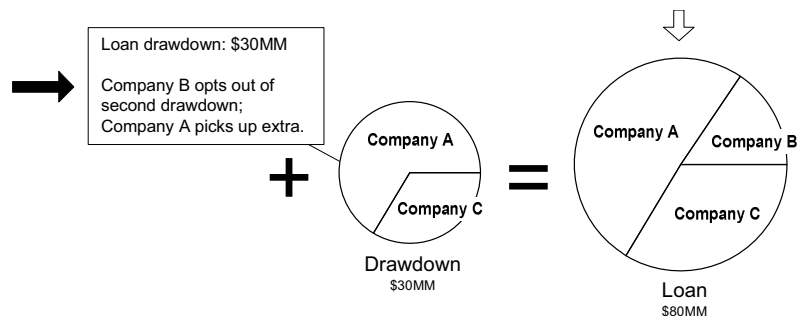 Loan drawdown: $30MM
Company B opts out of
second drawdown;
Company A picks up extra.
+
Company A
Company C
Drawdown
$30MM
=
Company A
Company B
Company C
Loan
$80MM